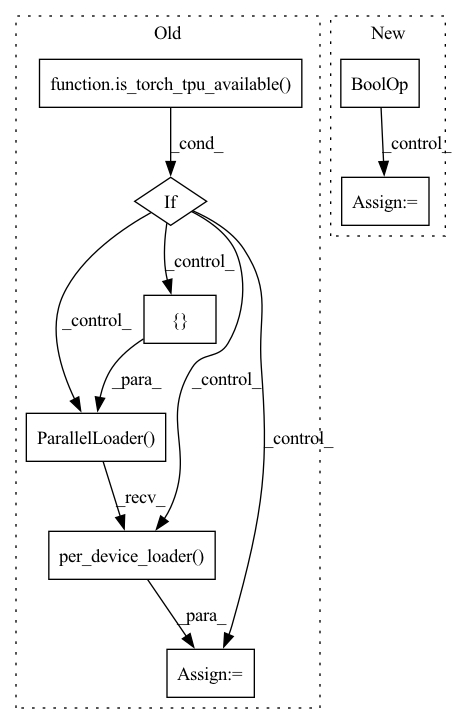 Old
New
function.is_torch_tpu_available()
BoolOp
_cond_
_control_
If
Assign:=
_control_
_control_
{}
_para_
_control_
ParallelLoader()
_control_
_recv_
per_device_loader()
_para_
Assign:=